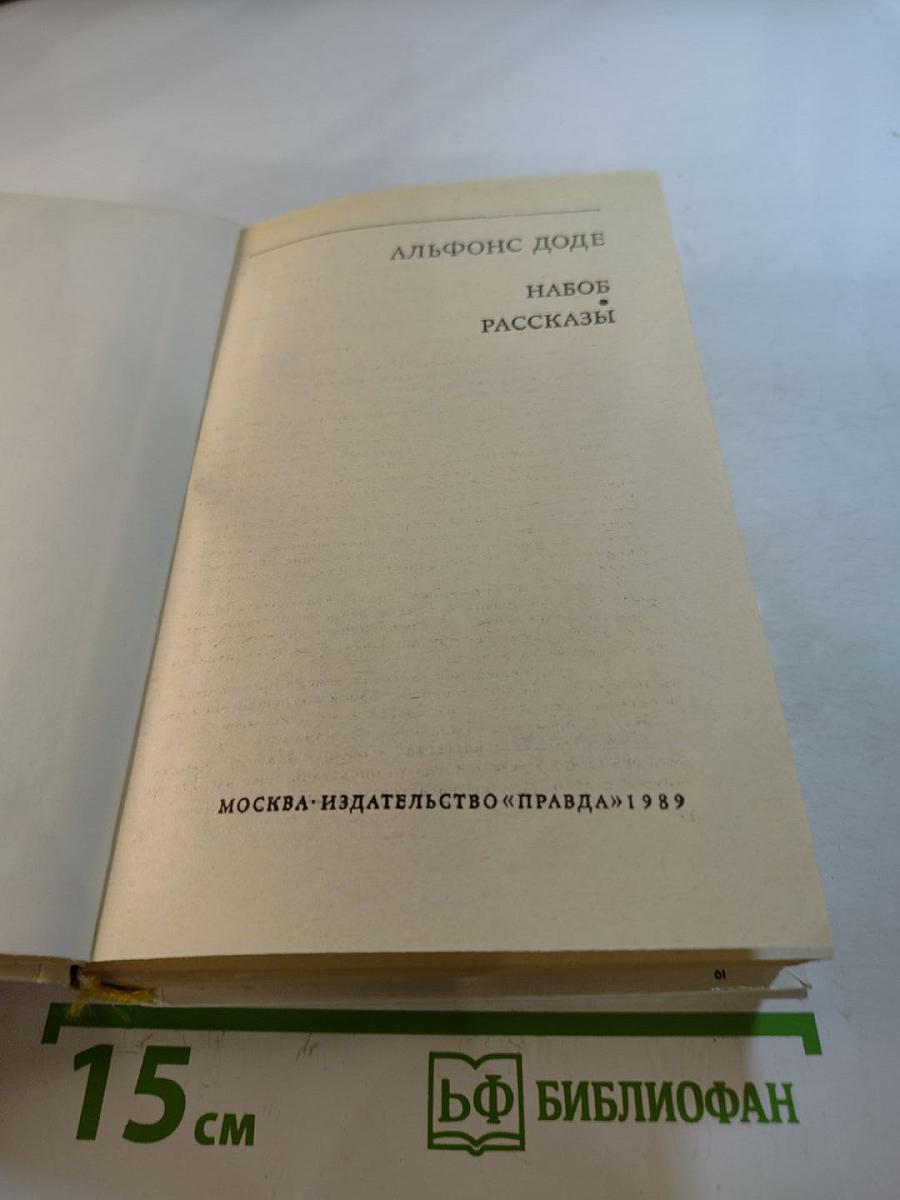 АЛЬФОНС ДОДЕ
НАБОБ
•
РАССКАЗЫ
МОСКВА·ИЗДАТЕЛЬСТВО«ПРАВДА»1989
15 см
ЬФ БИБЛИОФАН